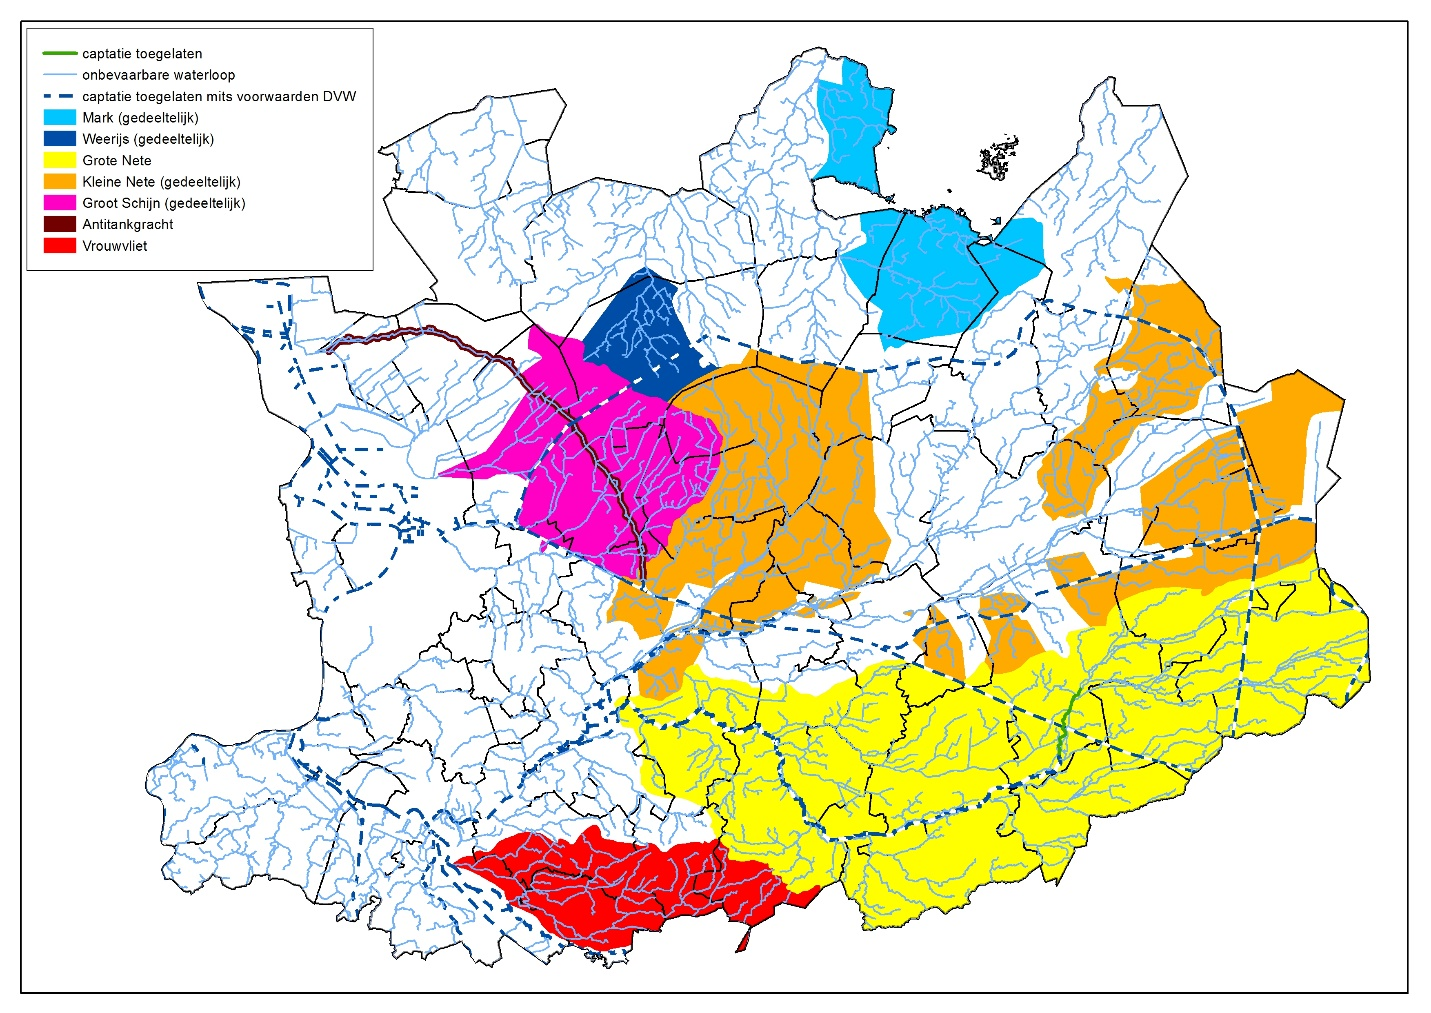 captatie toegelaten
onbevaarbare waterloop
captatie toegelaten mits voorwaarden DVW
Mark (gedeeltelijk)
Weerijs (gedeeltelijk)
Grote Nete
Kleine Nete (gedeeltelijk)
Groot Schijn (gedeeltelijk)
Antitankgracht
Vrouwvliet